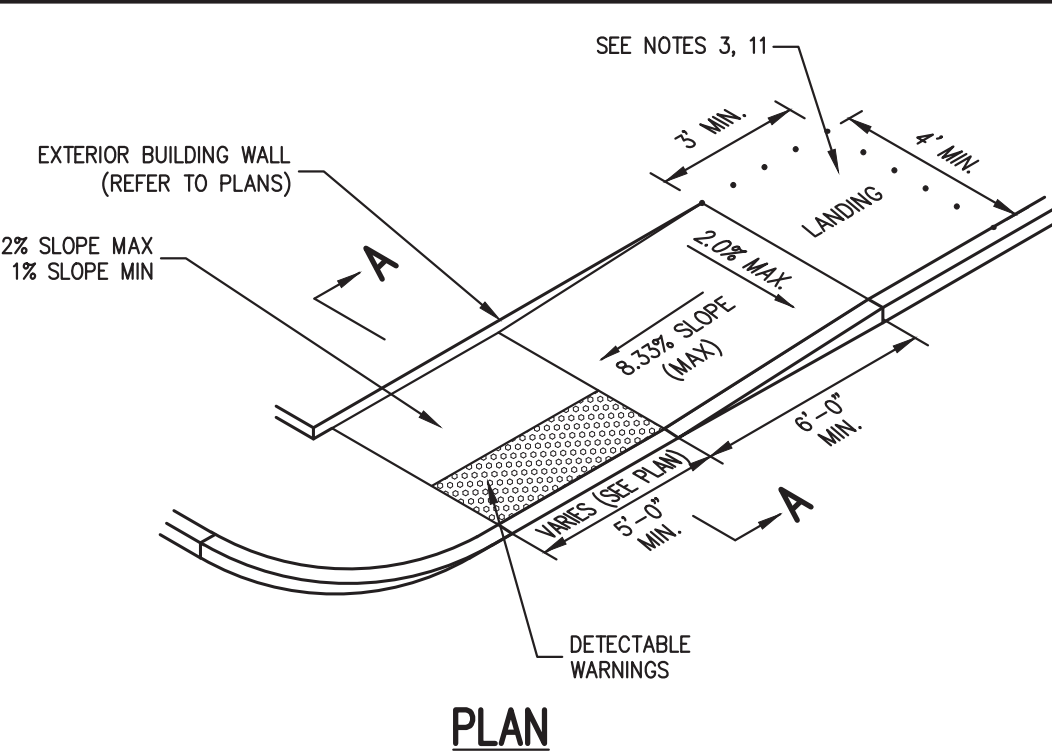 SEE NOTES 3, 11
3' MIN.
4' MIN.
EXTERIOR BUILDING WALL
(REFER TO PLANS)
LANDING
2% SLOPE MAX
1% SLOPE MIN
A
2.0% MAX.
8.33% SLOPE
(MAX)
6'-0"
MIN.
VARIES (SEE PLAN)
5'-0"
MIN.
A
DETECTABLE
WARNINGS
PLAN